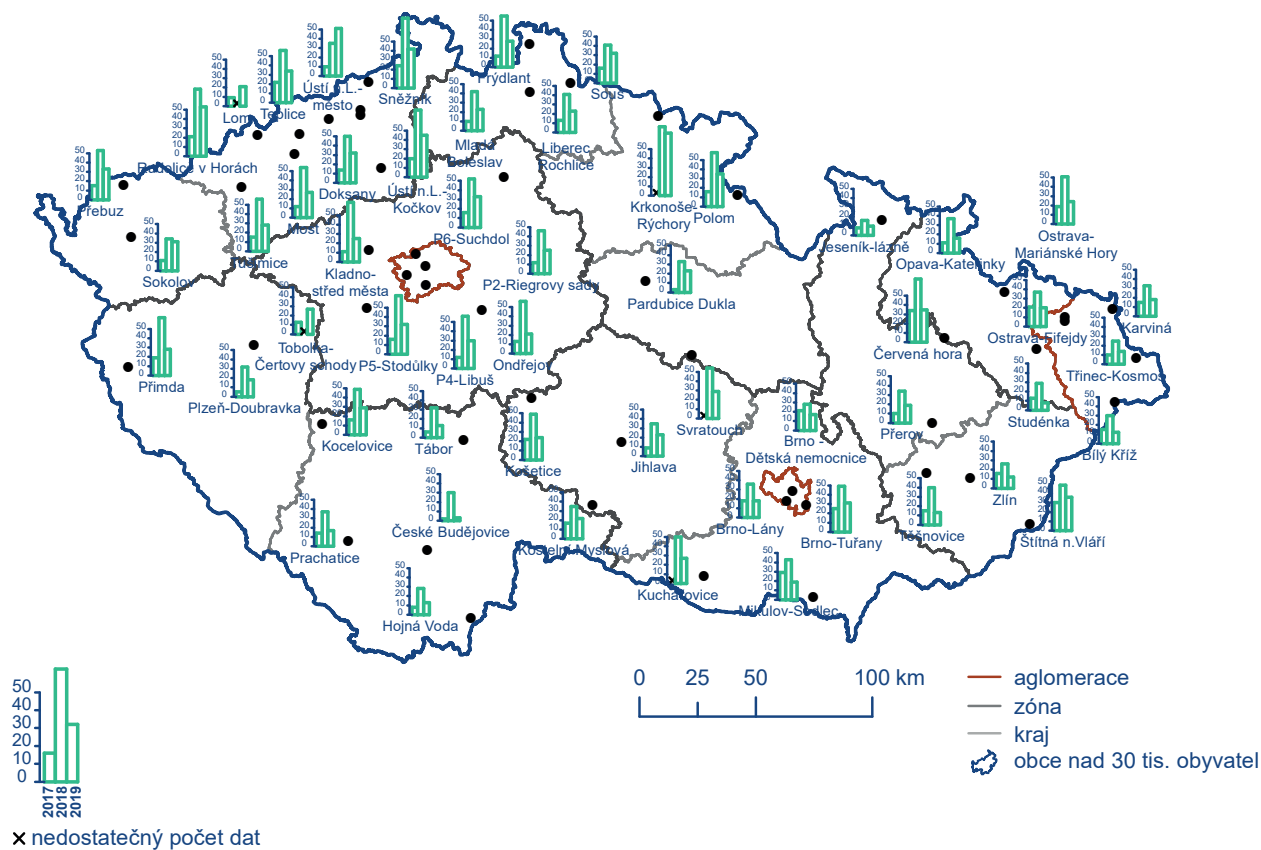 Ústí n.L.-
město
Sněžník
Frýdlant
Souš
Lom
Teplice
Mladá
Boleslav
Liberec
Rochlice
Rudolice v Horách
Přebuz
Doksany
Ústí n.L.-
Kočkov
Krkonoše-
Rýchory
Polom
Most
Tušimice
P6-Suchdol
Jeseník-lázně
Ostrava-
Mariánské Hory
Opava-Kateřinky
Sokolov
Kladno-
střed města
P2-Riegrovy sady
Pardubice Dukla
Karviná
Ostrava-Fifejdy
Tobolka-
Čertovy schody
P5-Stodůlky
Ondřejov
P4-Libuš
Červená hora
Třinec-Kosmos
Přimda
Plzeň-Doubravka
Studénka
Svratouch
Přerov
Kocelovice
Tábor
Brno -
Dětská nemocnice
Bílý Kříž
Košetice
Jihlava
Zlín
České Budějovice
Brno-Lány
Brno-Tuřany
Těšnovice
Štítná n.Vláří
Prachatice
Kostelní Myslová
Kuchařovice
Mikulov-Sedlec
Hojná Voda
50
40
30
20
10
0
2017 2018 2019
× nedostatečný počet dat
0 25 50 100 km
aglomerace
zóna
kraj
obce nad 30 tis. obyvatel